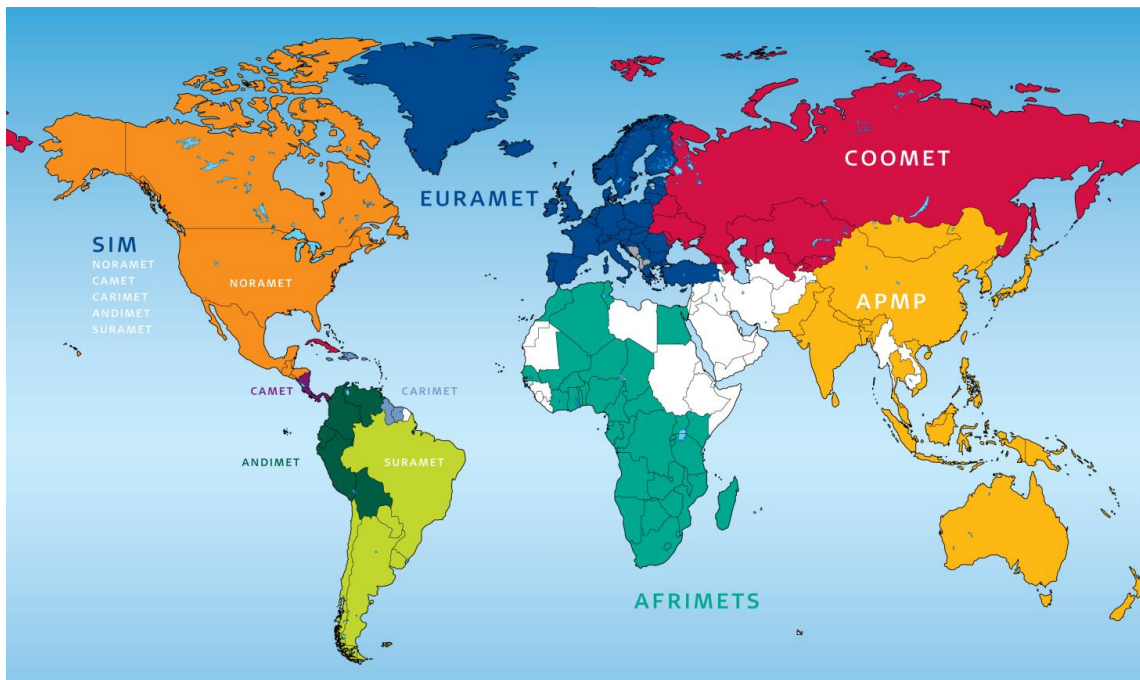 COOMET
EURAMET
SIM
NORAMET
CAMET
CARIMET
ANDIMET
SURAMET
NORAMET
APMP
CAMET
CARIMET
ANDIMET
SURAMET
AFRIMETS